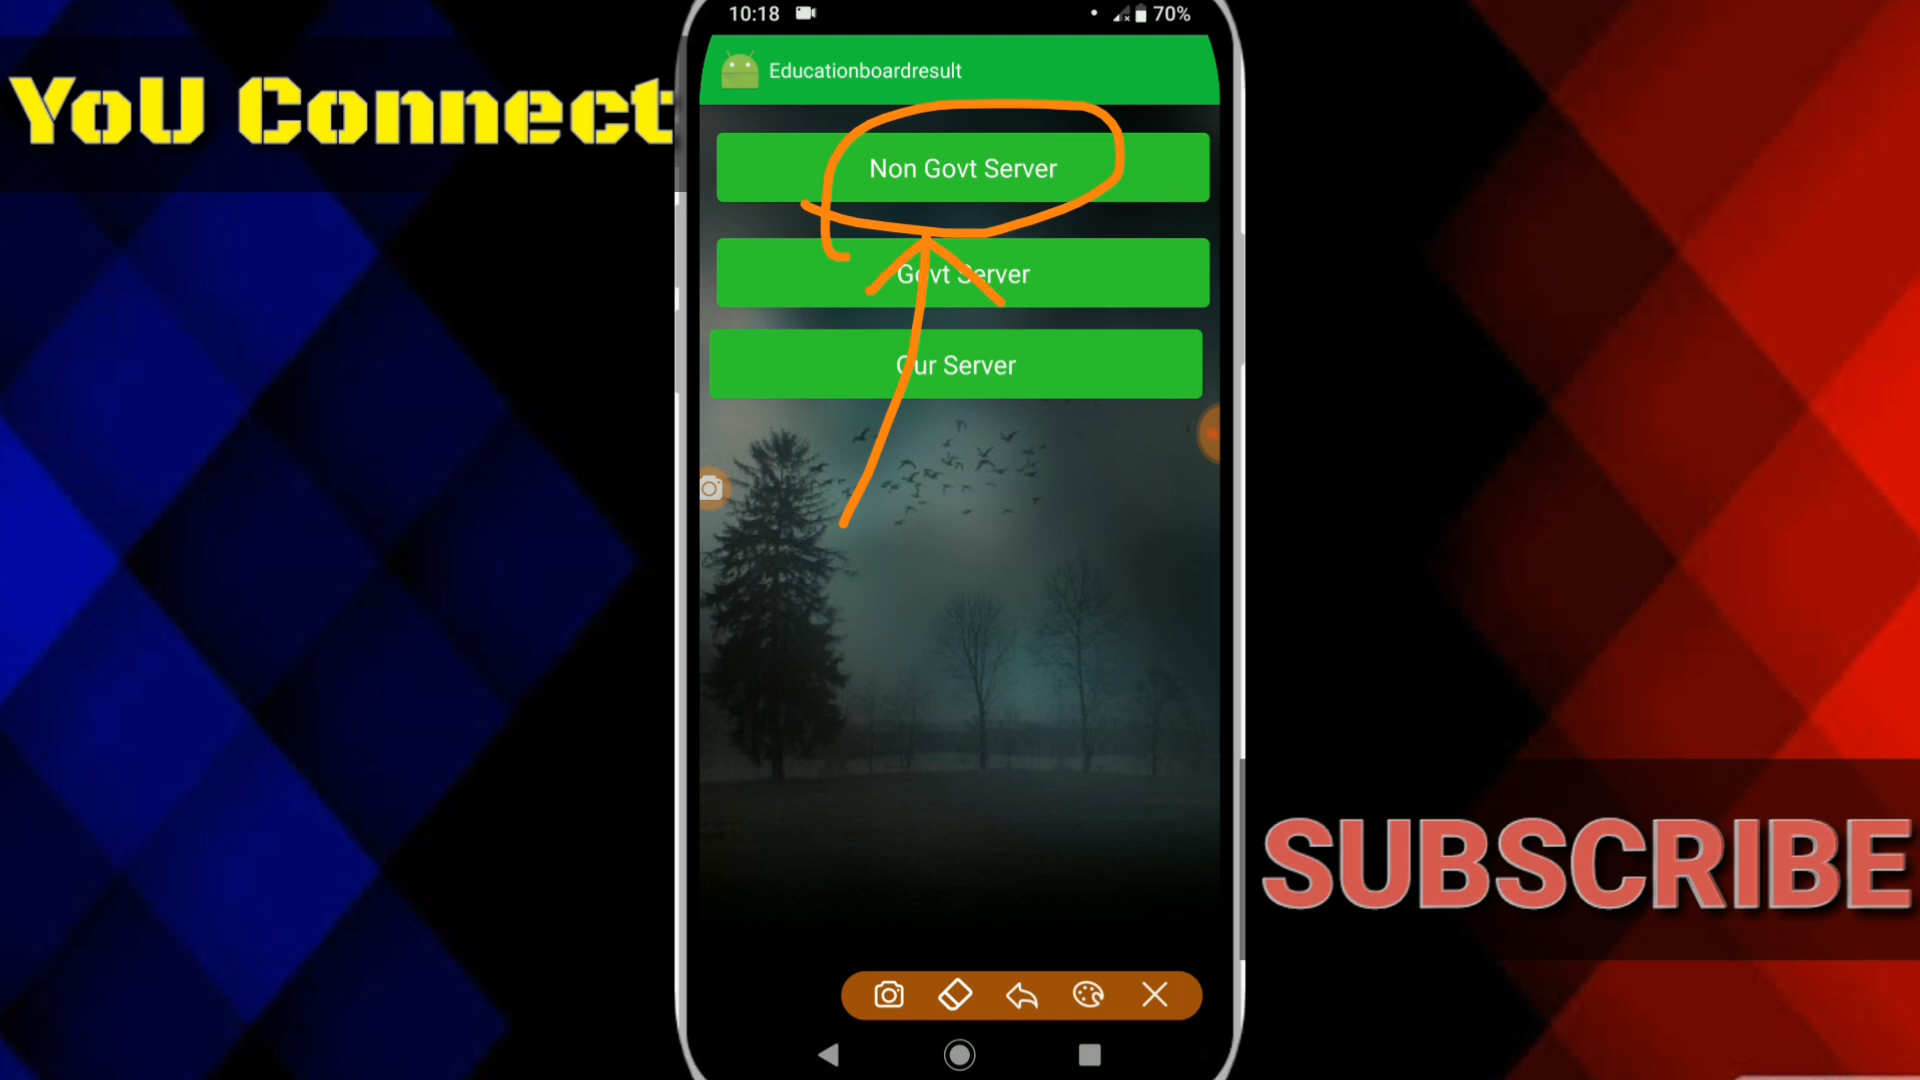 10:18
70%
Educationboardresult
YoU Connect
Non Govt Server
Govt Server
Our Server
SUBSCRIBE